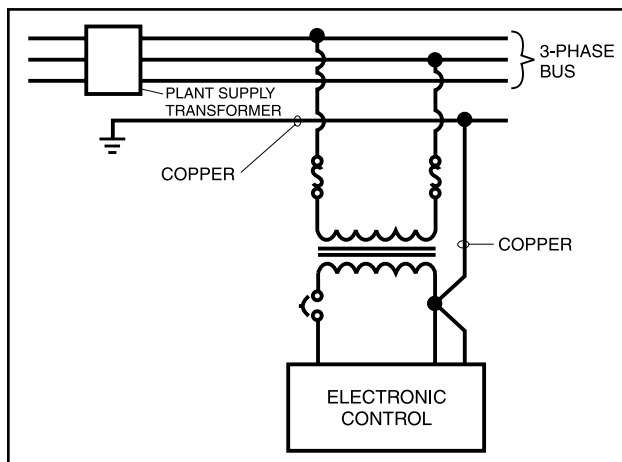 3-PHASE
BUS
PLANT SUPPLY
TRANSFORMER
COPPER
COPPER
ELECTRONIC
CONTROL